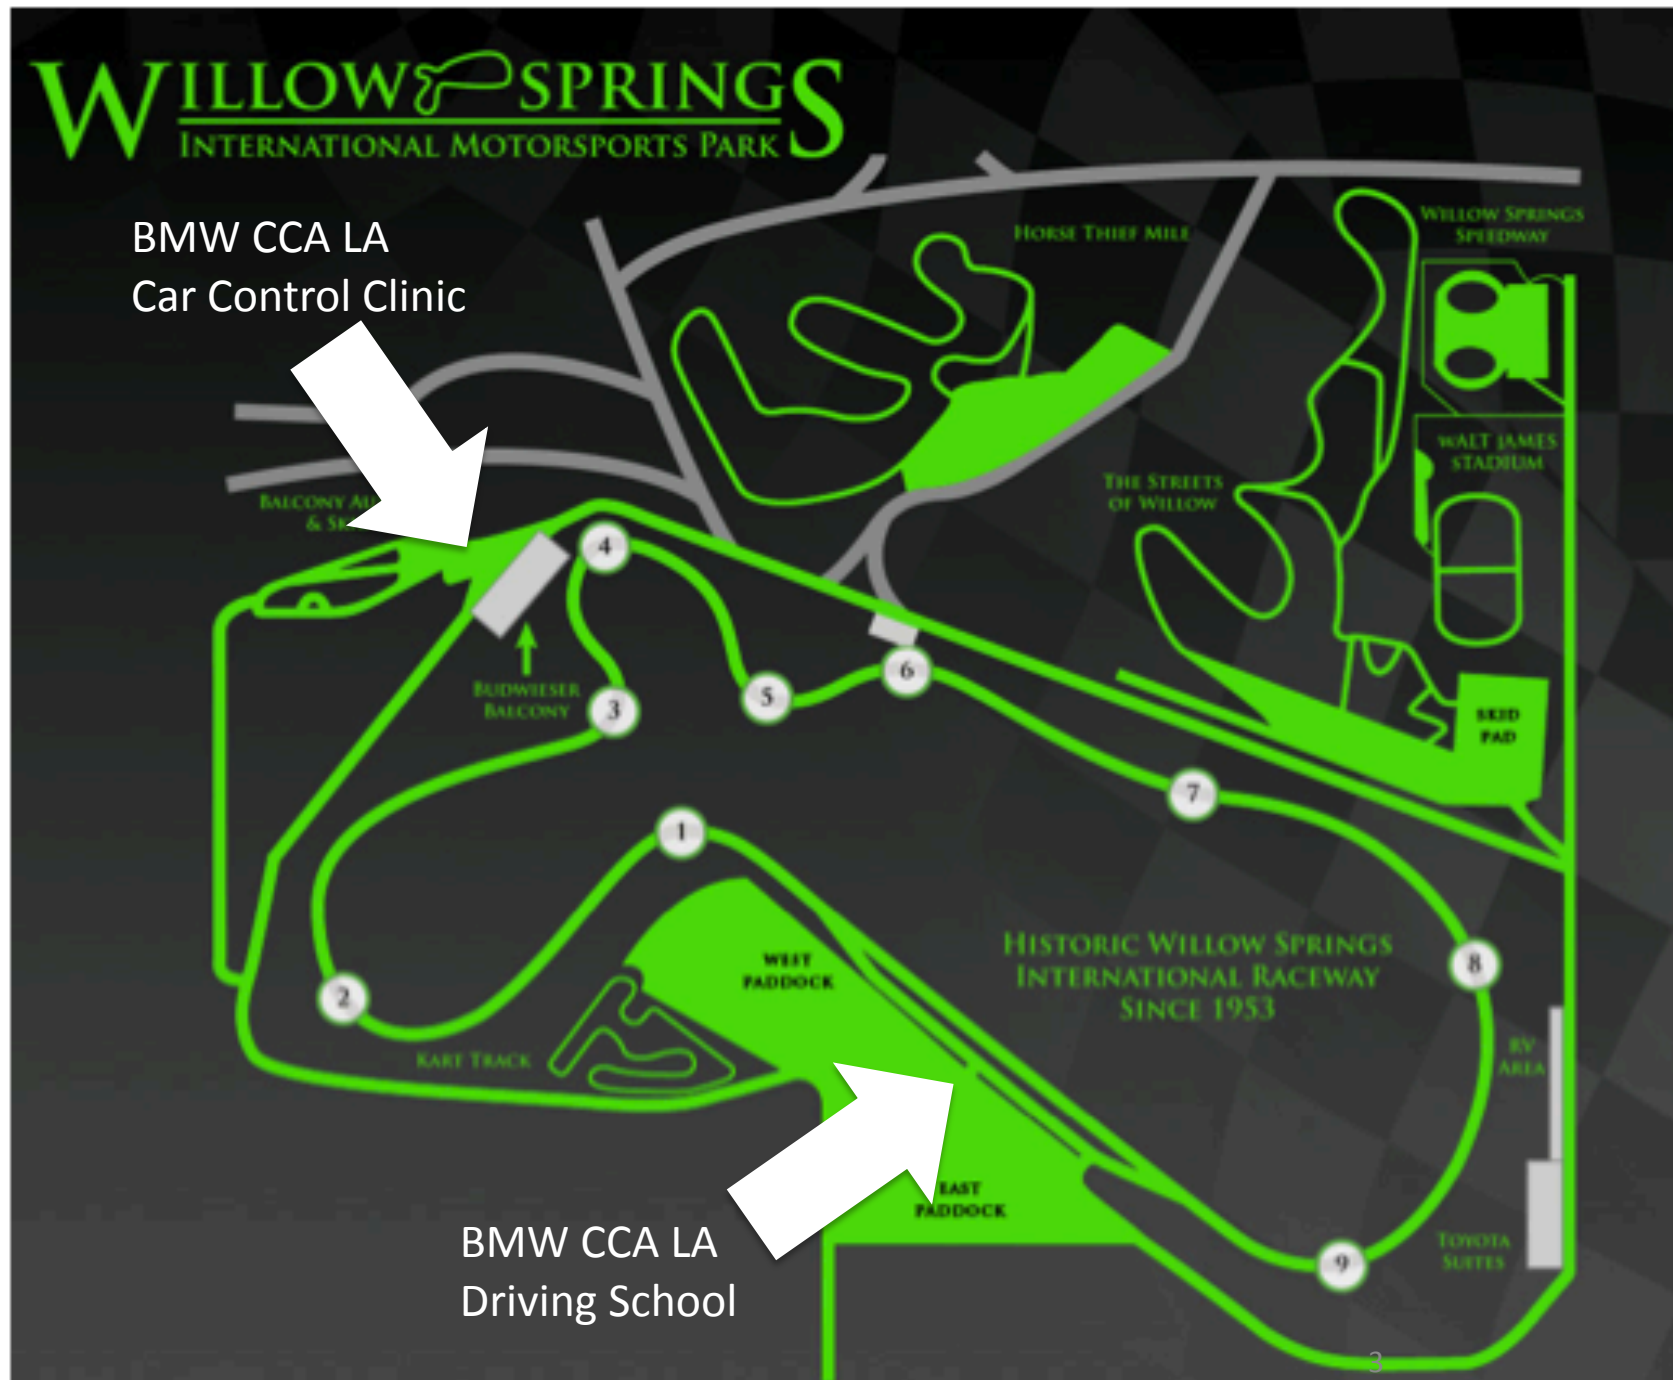 WILLOW SPRINGS
INTERNATIONAL MOTORSPORTS PARK
BMW CCA LA
Car Control Clinic
HORSE THIEF MILE
WILLOW SPRINGS
SPEEDWAY
WALT JAMES
STADIUM
THE STREETS
OF WILLOW
BALCONY
&
4
6
5
3
BUDWIESER
BALCONY
SKID
PAD
7
1
8
2
WEST
PADDOCK
HISTORIC WILLOW SPRINGS
INTERNATIONAL RACEWAY
SINCE 1953
KART TRACK
RV
AREA
EAST
PADDOCK
TOYOTA
SUITES
9
BMW CCA LA
Driving School
3